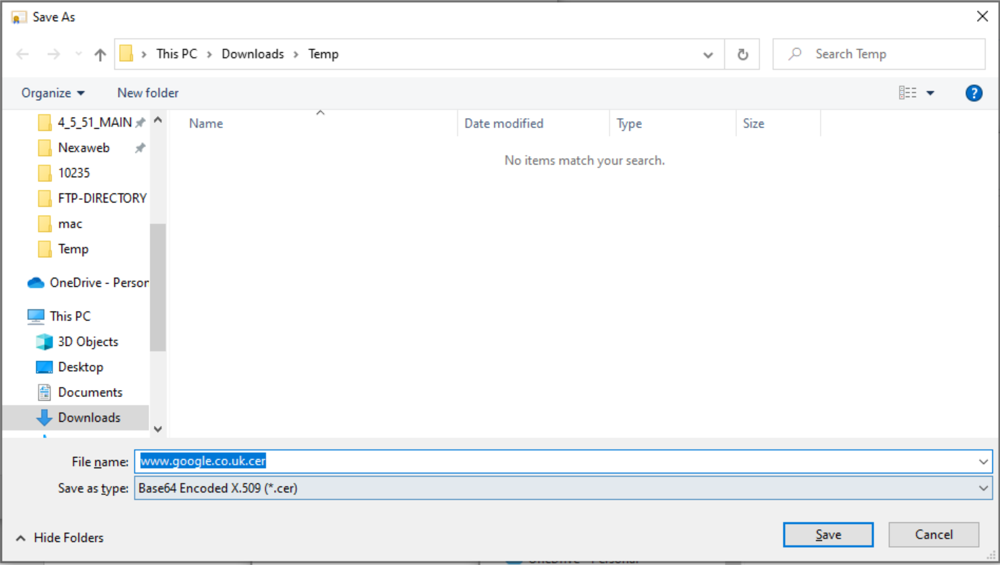 Save As
This PC > Downloads > Temp
Search Temp
Organize
New folder
?
4_5_51_MAIN
Nexaweb
10235
FTP-DIRECTORY
mac
Temp
OneDrive - Person
This PC
3D Objects
Desktop
Documents
Downloads
Name
Date modified
Type
Size
No items match your search.
File name: www.google.co.uk.cer
Save as type: Base64 Encoded X.509 (*.cer)
Hide Folders
Save
Cancel